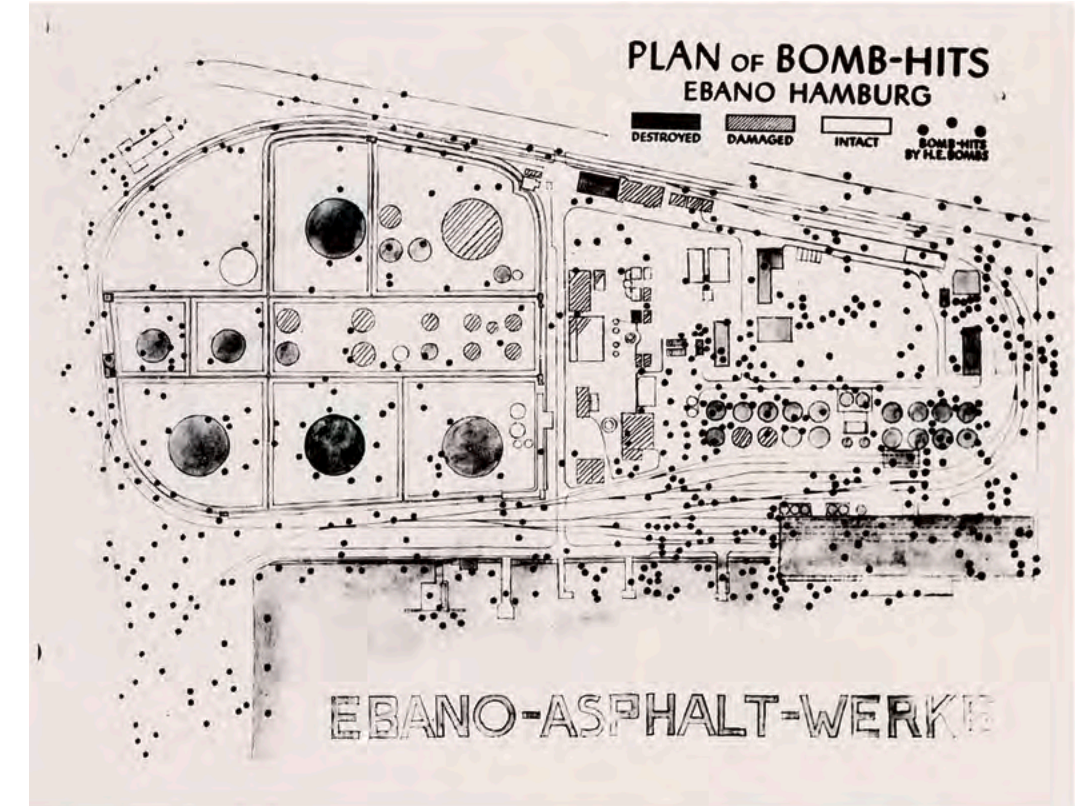 PLAN OF BOMB-HITS
EBANO HAMBURG
DESTROYED
DAMAGED
INTACT
BOMB-HITS
BY H.E. BOMBS
EBANO-ASPHALT-WERKE